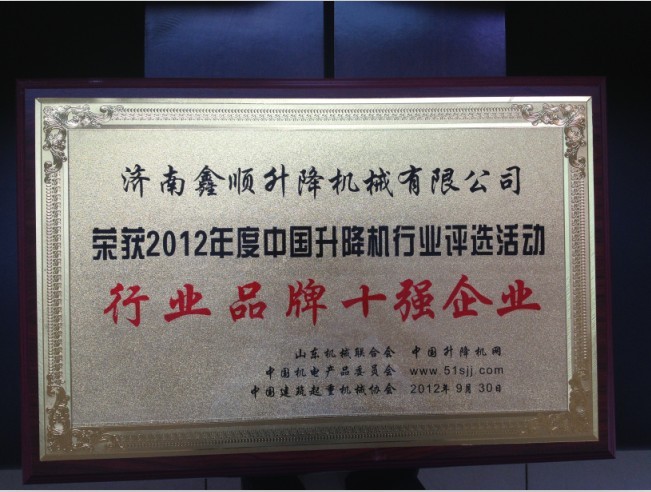 济南鑫顺升降机械有限公司
荣获2012年度中国升降机行业评选活动
行业品牌十强企业
山东机械联合会 中国升降机网
中国机电产品委员会 www.51sjj.com
中国建筑起重机械协会 2012年9月30日